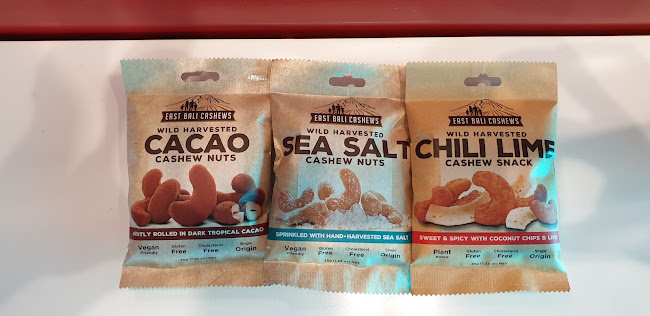 EAST BALI CASHEWS
WILD HARVESTED
CACAO
CASHEW NUTS
NTLY ROLLED IN DARK TROPICAL CACAO
Vegan
Friendly
Gluten
Free
Cholesterol
Free
Single
Origin
EAST BALI CASHEWS
WILD HARVESTED
SEA SALT
CASHEW NUTS
SPRINKLED WITH HAND-HARVESTED SEA SALT
Vegan
Friendly
Gluten
Free
Cholesterol
Free
Single
Origin
EAST BALI CASHEWS
WILD HARVESTED
CHILI LIME
CASHEW SNACK
SWEET & SPICY WITH COCONUT CHIPS & LIME
Plant
Based
Gluten
Free
Cholesterol
Free
Single
Origin